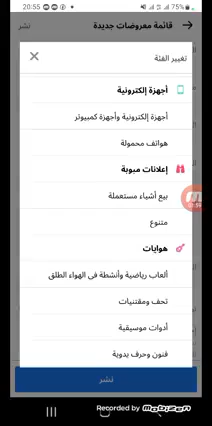 20:55
75%
قائمة معروضات جديدة
نشر
تغيير الفئة
أجهزة إلكترونية
أجهزة إلكترونية وأجهزة كمبيوتر
هواتف محمولة
إعلانات مبوبة
بيع أشياء مستعملة
متنوع
هوايات
ألعاب رياضية وأنشطة في الهواء الطلق
تحف ومقتنيات
أدوات موسيقية
فنون وحرف يدوية
نشر
Recorded by Mobizen